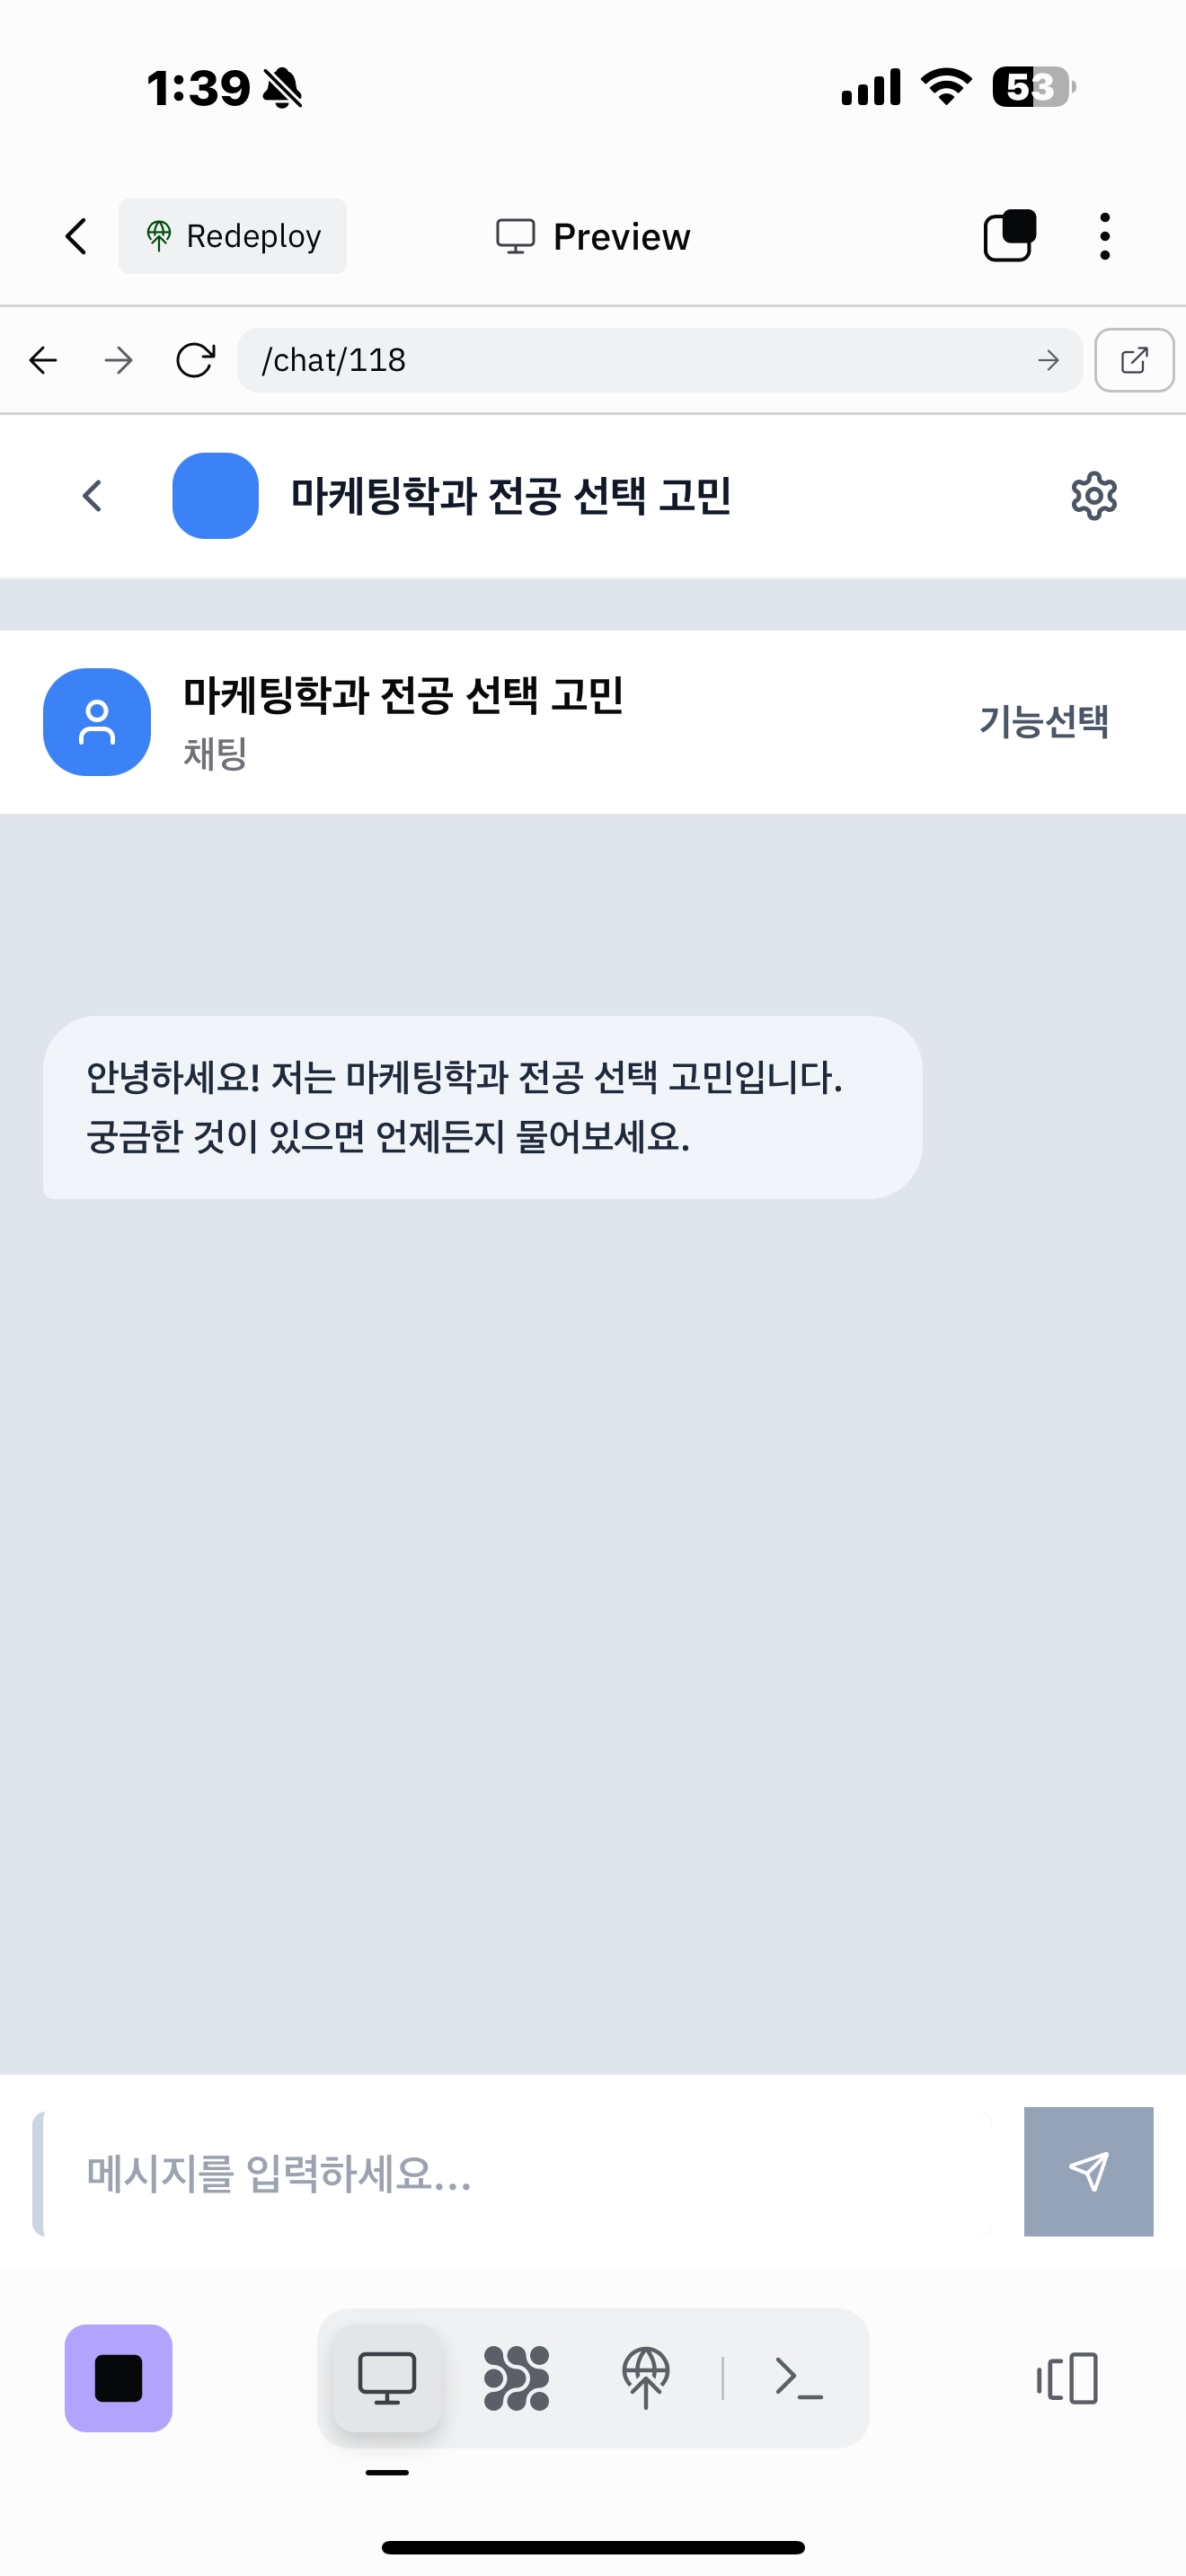 1:39
53
Redeploy
Preview
/chat/118
마케팅학과 전공 선택 고민
마케팅학과 전공 선택 고민
채팅
기능선택
안녕하세요! 저는 마케팅학과 전공 선택 고민입니다.
궁금한 것이 있으면 언제든지 물어보세요.
메시지를 입력하세요...